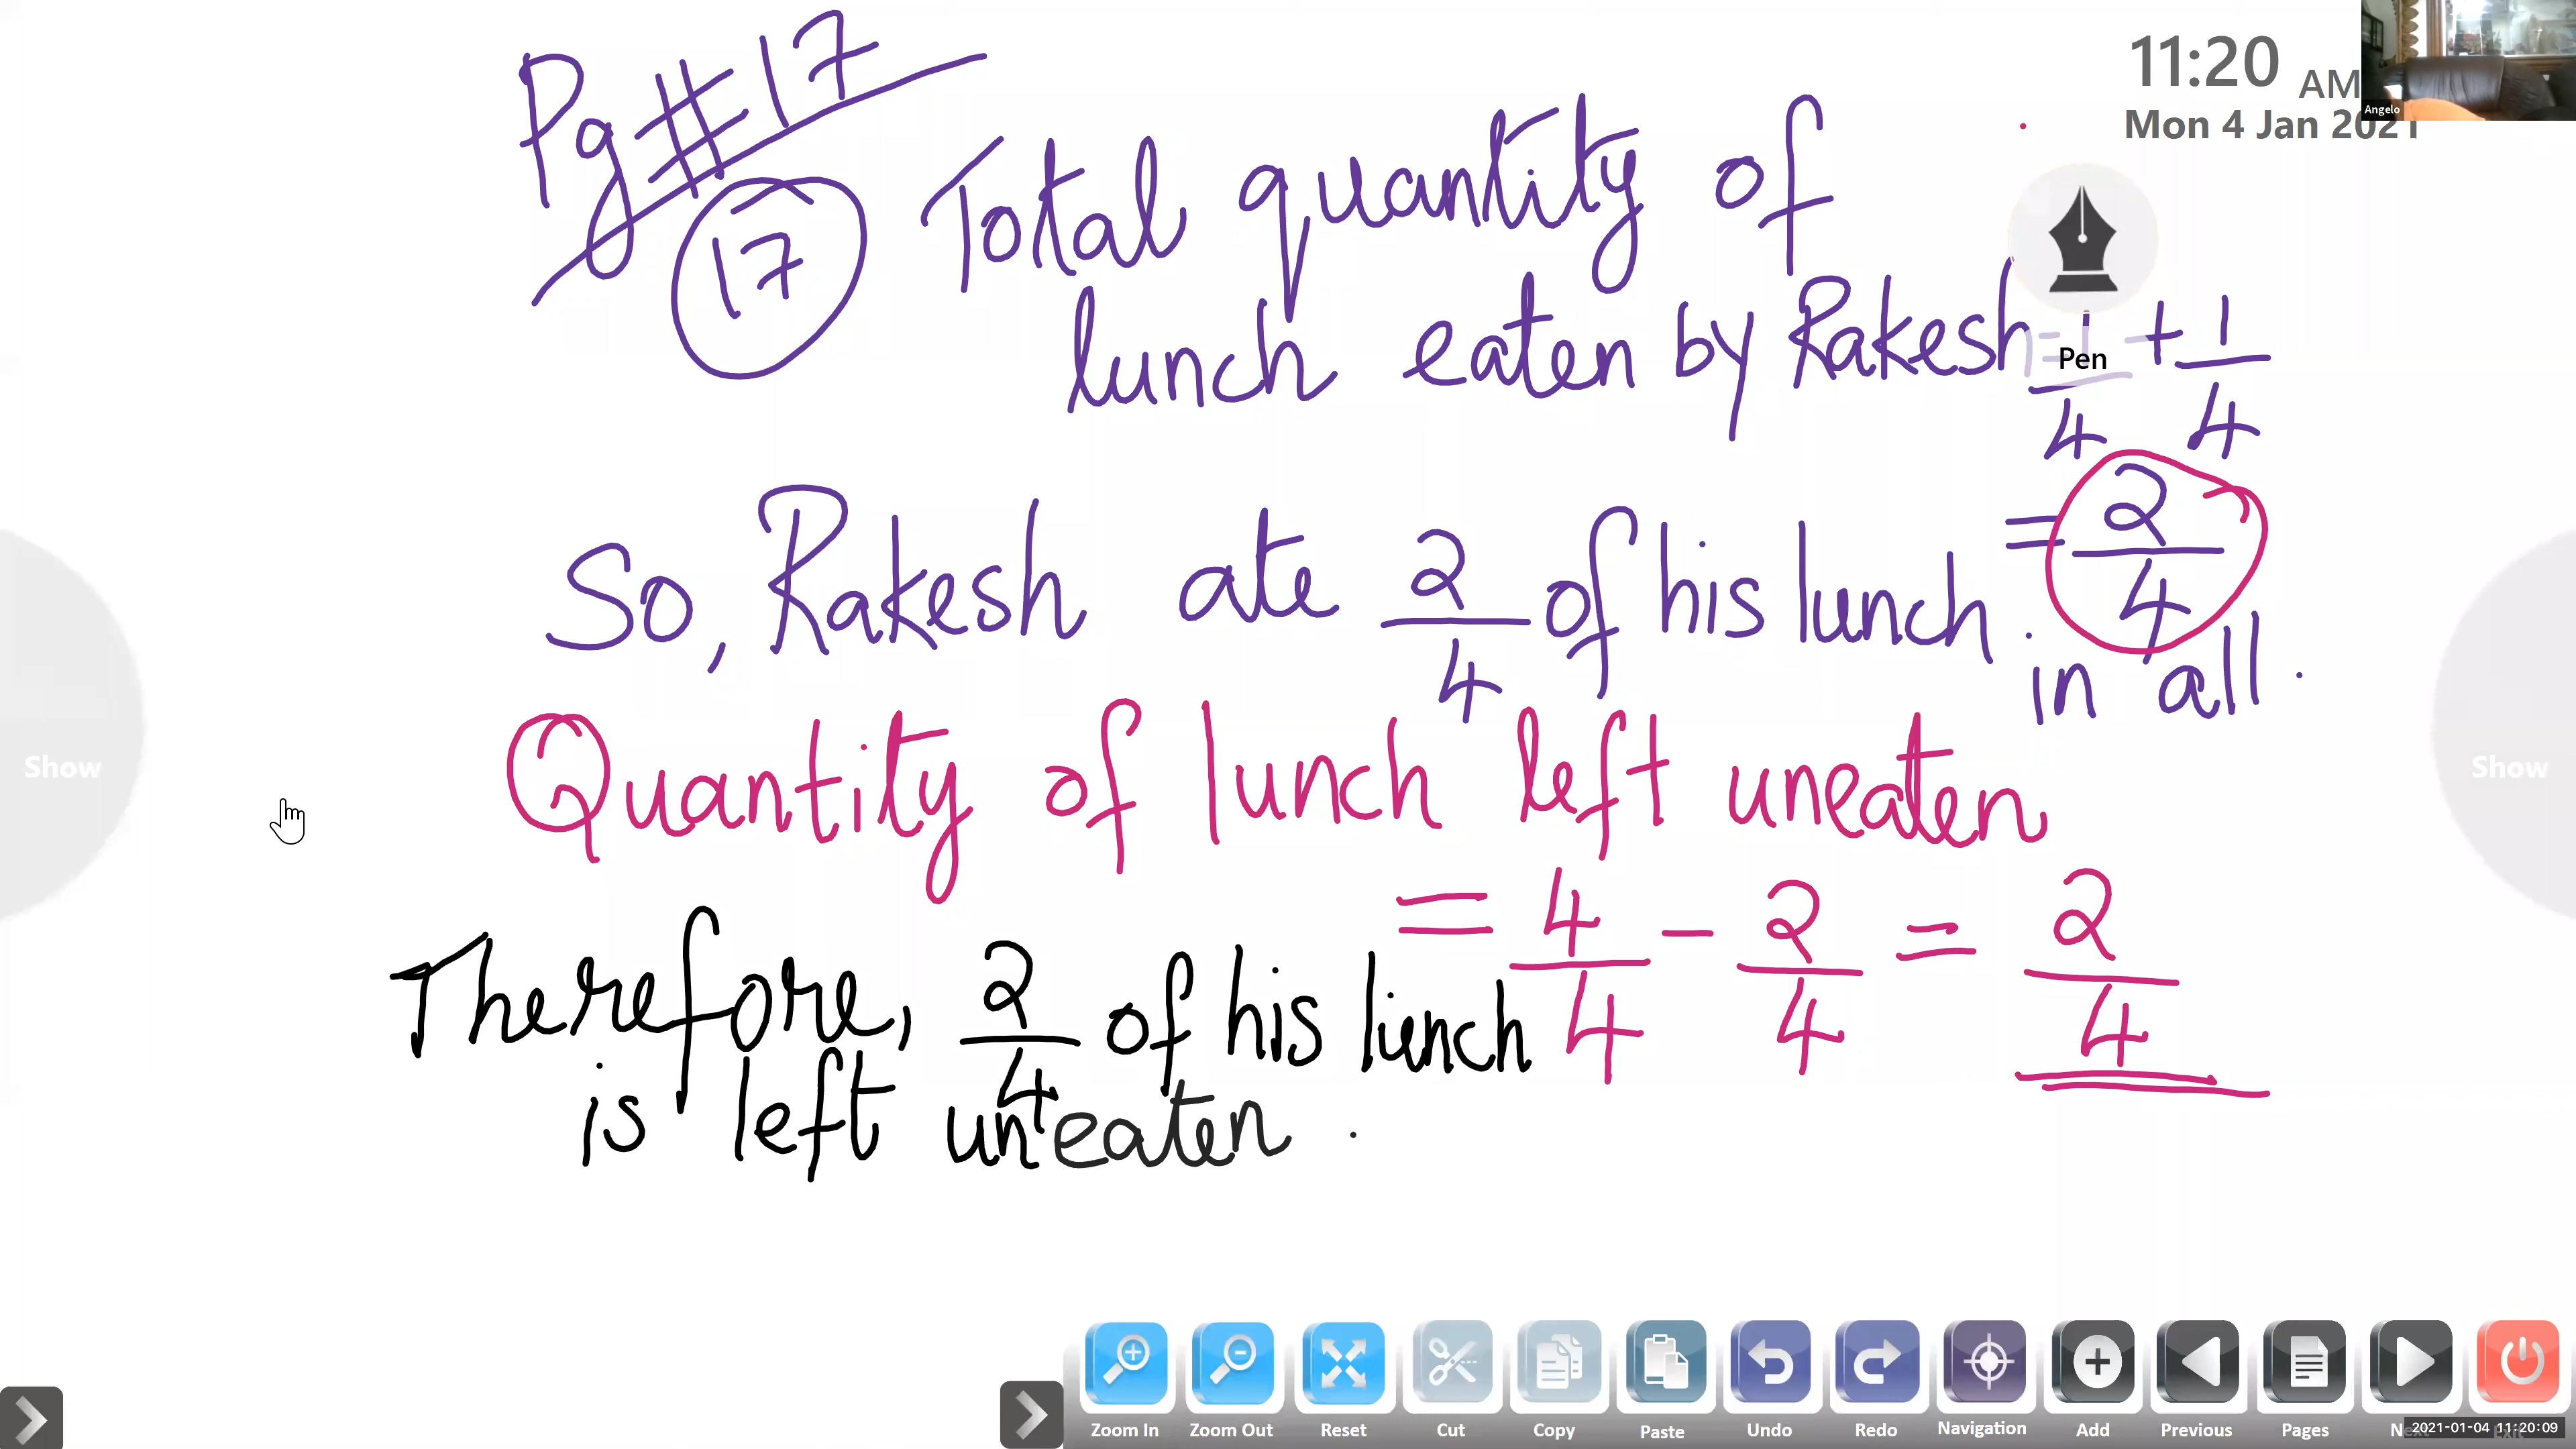 Pg #17
11:20 AM
Mon 4 Jan 2021
Angelo
17 Total quantity of
lunch eaten by Rakesh = 1/4 + 1/4
Pen
= 2/4
So, Rakesh ate 2/4 of his lunch.
in all.
Quantity of lunch left uneaten
= 4/4 - 2/4 = 2/4
Therefore, 2/4 of his lunch
is left uneaten.
Show
Show
Zoom In Zoom Out Reset Cut Copy Paste Undo Redo Navigation Add Previous Pages
2021-01-04 11:20:09